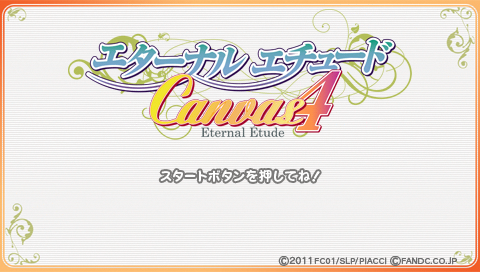 エターナル エチュード
Canvas4
Eternal Etude
スタートボタンを押してね!
©2011 FC01/SLP/PIACCI ©FANDC.CO.JP